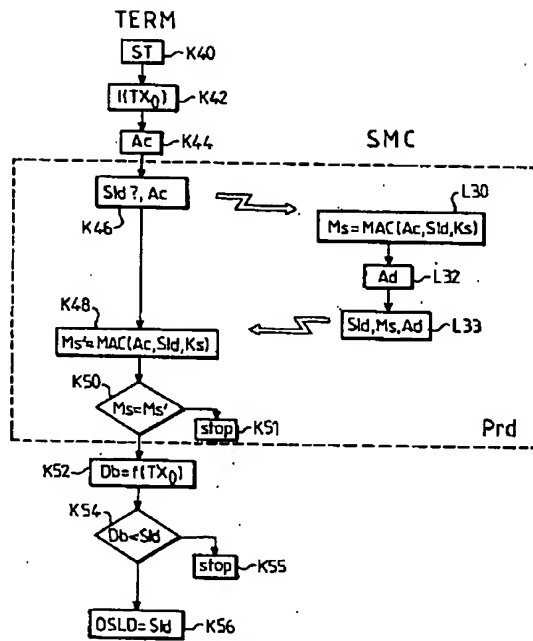 TERM
ST K40
I(TX0) K42
Ac K44
SMC
Sld ?, Ac
K46
L30
Ms=MAC(Ac,Sld,Ks)
Ad
L32
Sld,Ms,Ad L33
K48
Ms'=MAC(Ac,Sld,Ks)
K50
Ms=Ms'
stop K51
Prd
K52 Db=f(TX0)
K54
Db<Sld
stop K55
OSLD=Sld K56